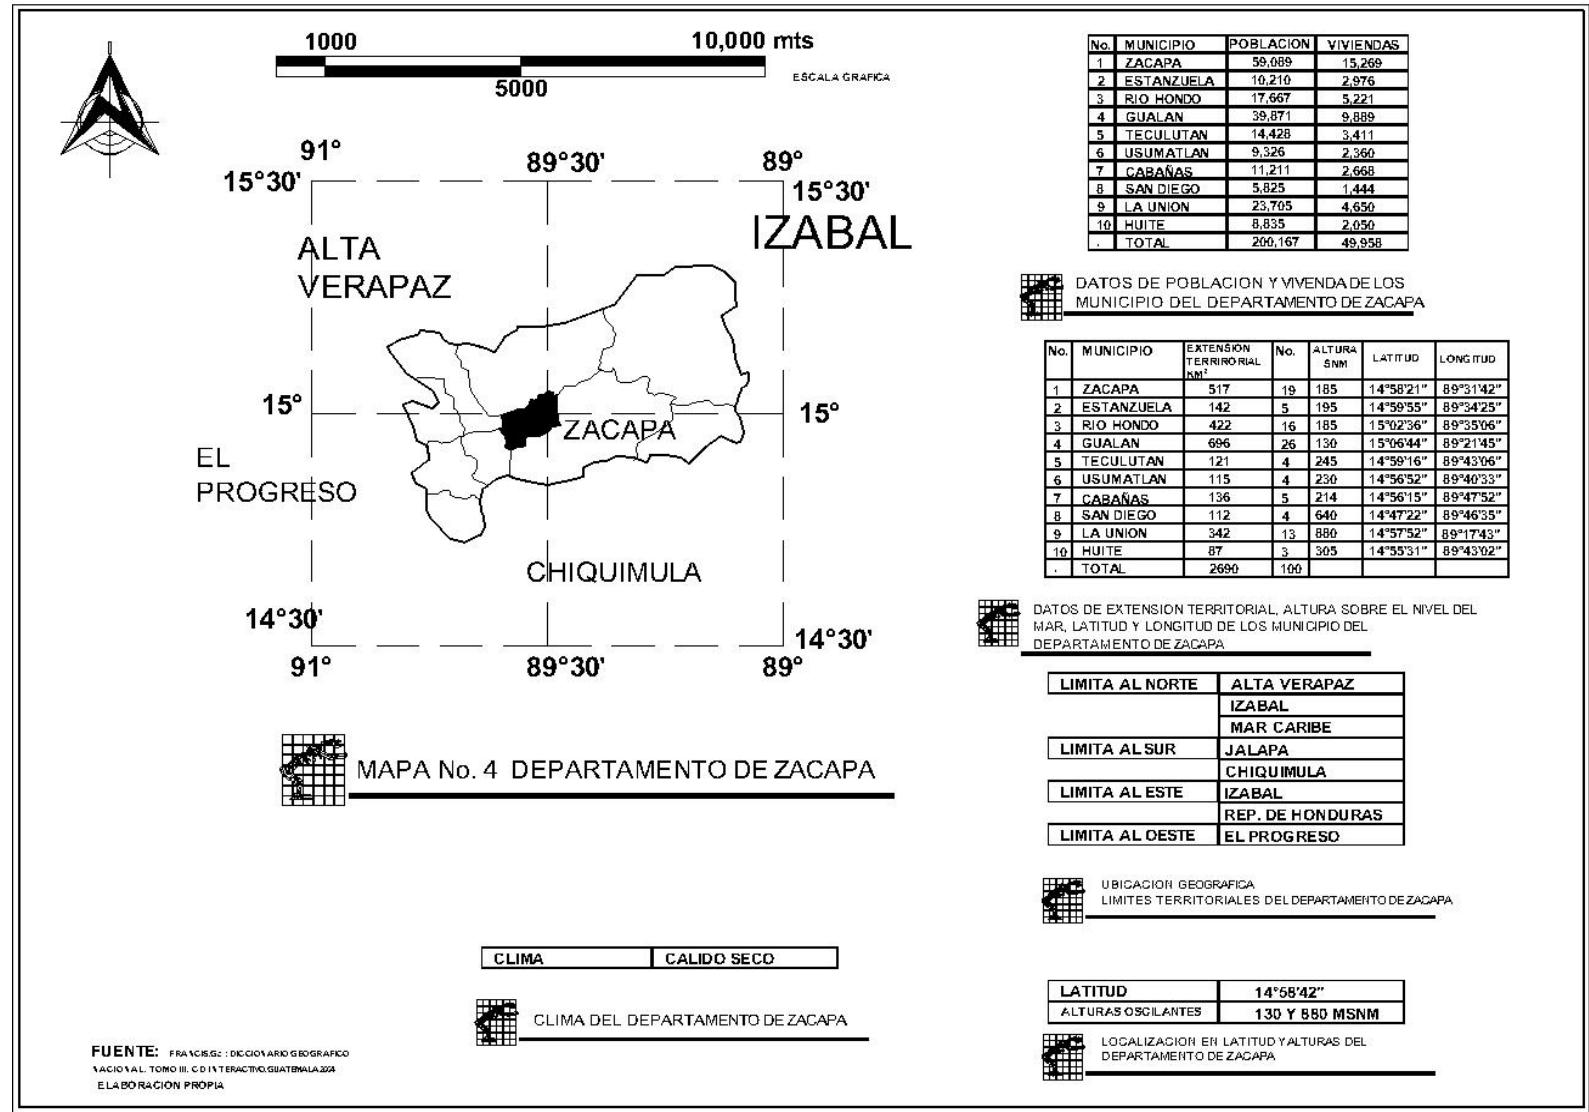 1000
10,000 mts
5000
ESCALA GRAFICA
91°
89°30'
89°
15°30'
15°30'
IZABAL
ALTA
VERAPAZ
15°
15°
ZACAPA
EL
PROGRESO
CHIQUIMULA
14°30'
14°30'
91°
89°30'
89°
MAPA No. 4 DEPARTAMENTO DE ZACAPA
CLIMA CALIDO SECO
CLIMA DEL DEPARTAMENTO DE ZACAPA
FUENTE: FRANCIS,G.: DICCIONARIO GEOGRAFICO
NACIONAL. TOMO III. CD INTERACTIVO.GUATEMALA 2004
ELABORACION PROPIA
No. MUNICIPIO POBLACION VIVIENDAS
1 ZACAPA 59,089 15,269
2 ESTANZUELA 10,210 2,976
3 RIO HONDO 17,667 5,221
4 GUALAN 39,871 9,889
5 TECULUTAN 14,428 3,411
6 USUMATLAN 9,326 2,360
7 CABAÑAS 11,211 2,668
8 SAN DIEGO 5,825 1,444
9 LA UNION 23,705 4,650
10 HUITE 8,835 2,050
. TOTAL 200,167 49,958
DATOS DE POBLACION Y VIVENDA DE LOS
MUNICIPIO DEL DEPARTAMENTO DE ZACAPA
No. MUNICIPIO EXTENSION TERRIRORIAL KM² No. ALTURA SNM LATITUD LONGITUD
1 ZACAPA 517 19 185 14°58'21" 89°31'42"
2 ESTANZUELA 142 5 195 14°59'55" 89°34'25"
3 RIO HONDO 422 16 185 15°02'36" 89°35'06"
4 GUALAN 696 26 130 15°06'44" 89°21'45"
5 TECULUTAN 121 4 245 14°59'16" 89°43'06"
6 USUMATLAN 115 4 230 14°56'52" 89°40'33"
7 CABAÑAS 136 5 214 14°56'15" 89°47'52"
8 SAN DIEGO 112 4 640 14°47'22" 89°46'35"
9 LA UNION 342 13 880 14°57'52" 89°17'43"
10 HUITE 87 3 305 14°55'31" 89°43'02"
. TOTAL 2690 100
DATOS DE EXTENSION TERRITORIAL, ALTURA SOBRE EL NIVEL DEL
MAR, LATITUD Y LONGITUD DE LOS MUNICIPIO DEL
DEPARTAMENTO DE ZACAPA
LIMITA AL NORTE ALTA VERAPAZ
IZABAL
MAR CARIBE
LIMITA AL SUR JALAPA
CHIQUIMULA
LIMITA AL ESTE IZABAL
REP. DE HONDURAS
LIMITA AL OESTE EL PROGRESO
UBICACION GEOGRAFICA
LIMITES TERRITORIALES DEL DEPARTAMENTO DE ZACAPA
LATITUD 14°58'42"
ALTURAS OSCILANTES 130 Y 880 MSNM
LOCALIZACION EN LATITUD Y ALTURAS DEL
DEPARTAMENTO DE ZACAPA